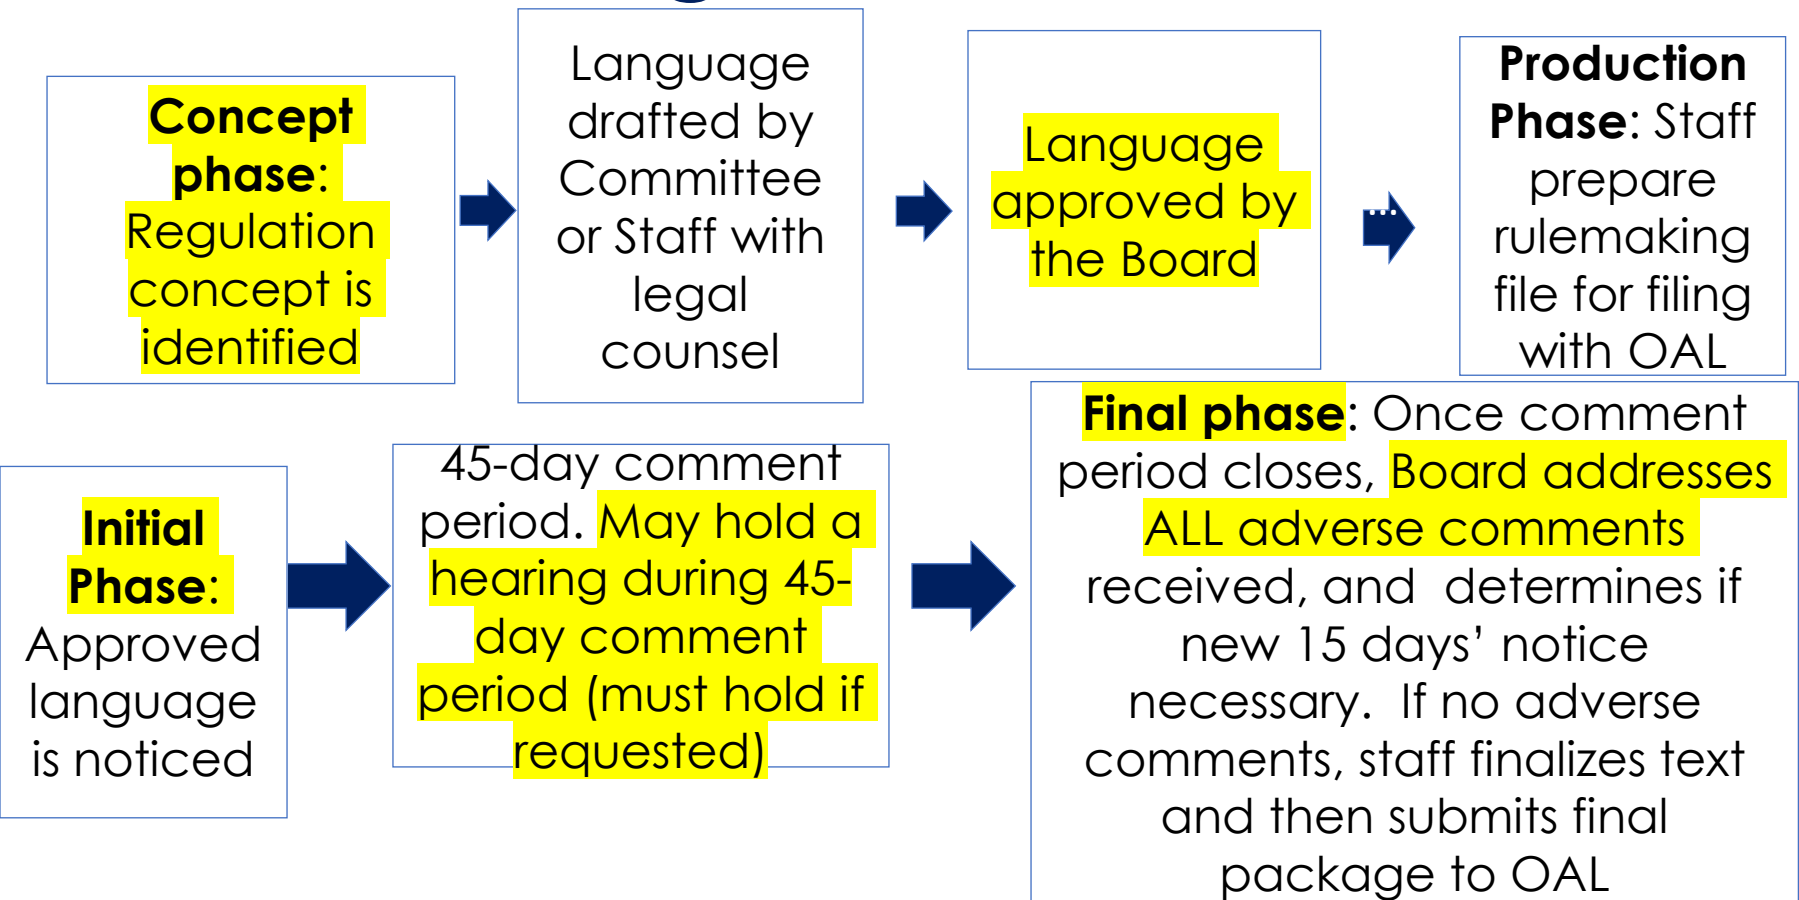 Concept
phase:
Regulation
concept is
identified
Language
drafted by
Committee
or Staff with
legal
counsel
Language
approved by
the Board
...
Production
Phase: Staff
prepare
rulemaking
file for filing
with OAL
Initial
Phase:
Approved
language
is noticed
45-day comment
period. May hold a
hearing during 45-
day comment
period (must hold if
requested)
Final phase: Once comment
period closes, Board addresses
ALL adverse comments
received, and  determines if
new 15 days’ notice
necessary.  If no adverse
comments, staff finalizes text
and then submits final
package to OAL